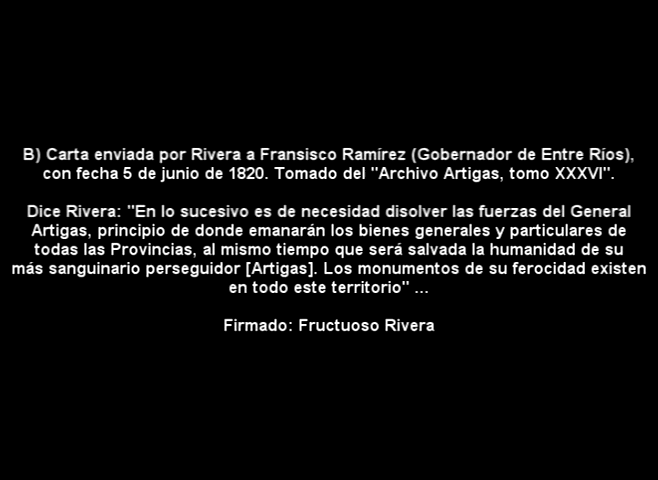 B) Carta enviada por Rivera a Fransisco Ramírez (Gobernador de Entre Ríos),
con fecha 5 de junio de 1820. Tomado del "Archivo Artigas, tomo XXXVI".
Dice Rivera: "En lo sucesivo es de necesidad disolver las fuerzas del General
Artigas, principio de donde emanarán los bienes generales y particulares de
todas las Provincias, al mismo tiempo que será salvada la humanidad de su
más sanguinario perseguidor [Artigas]. Los monumentos de su ferocidad existen
en todo este territorio" ...
Firmado: Fructuoso Rivera